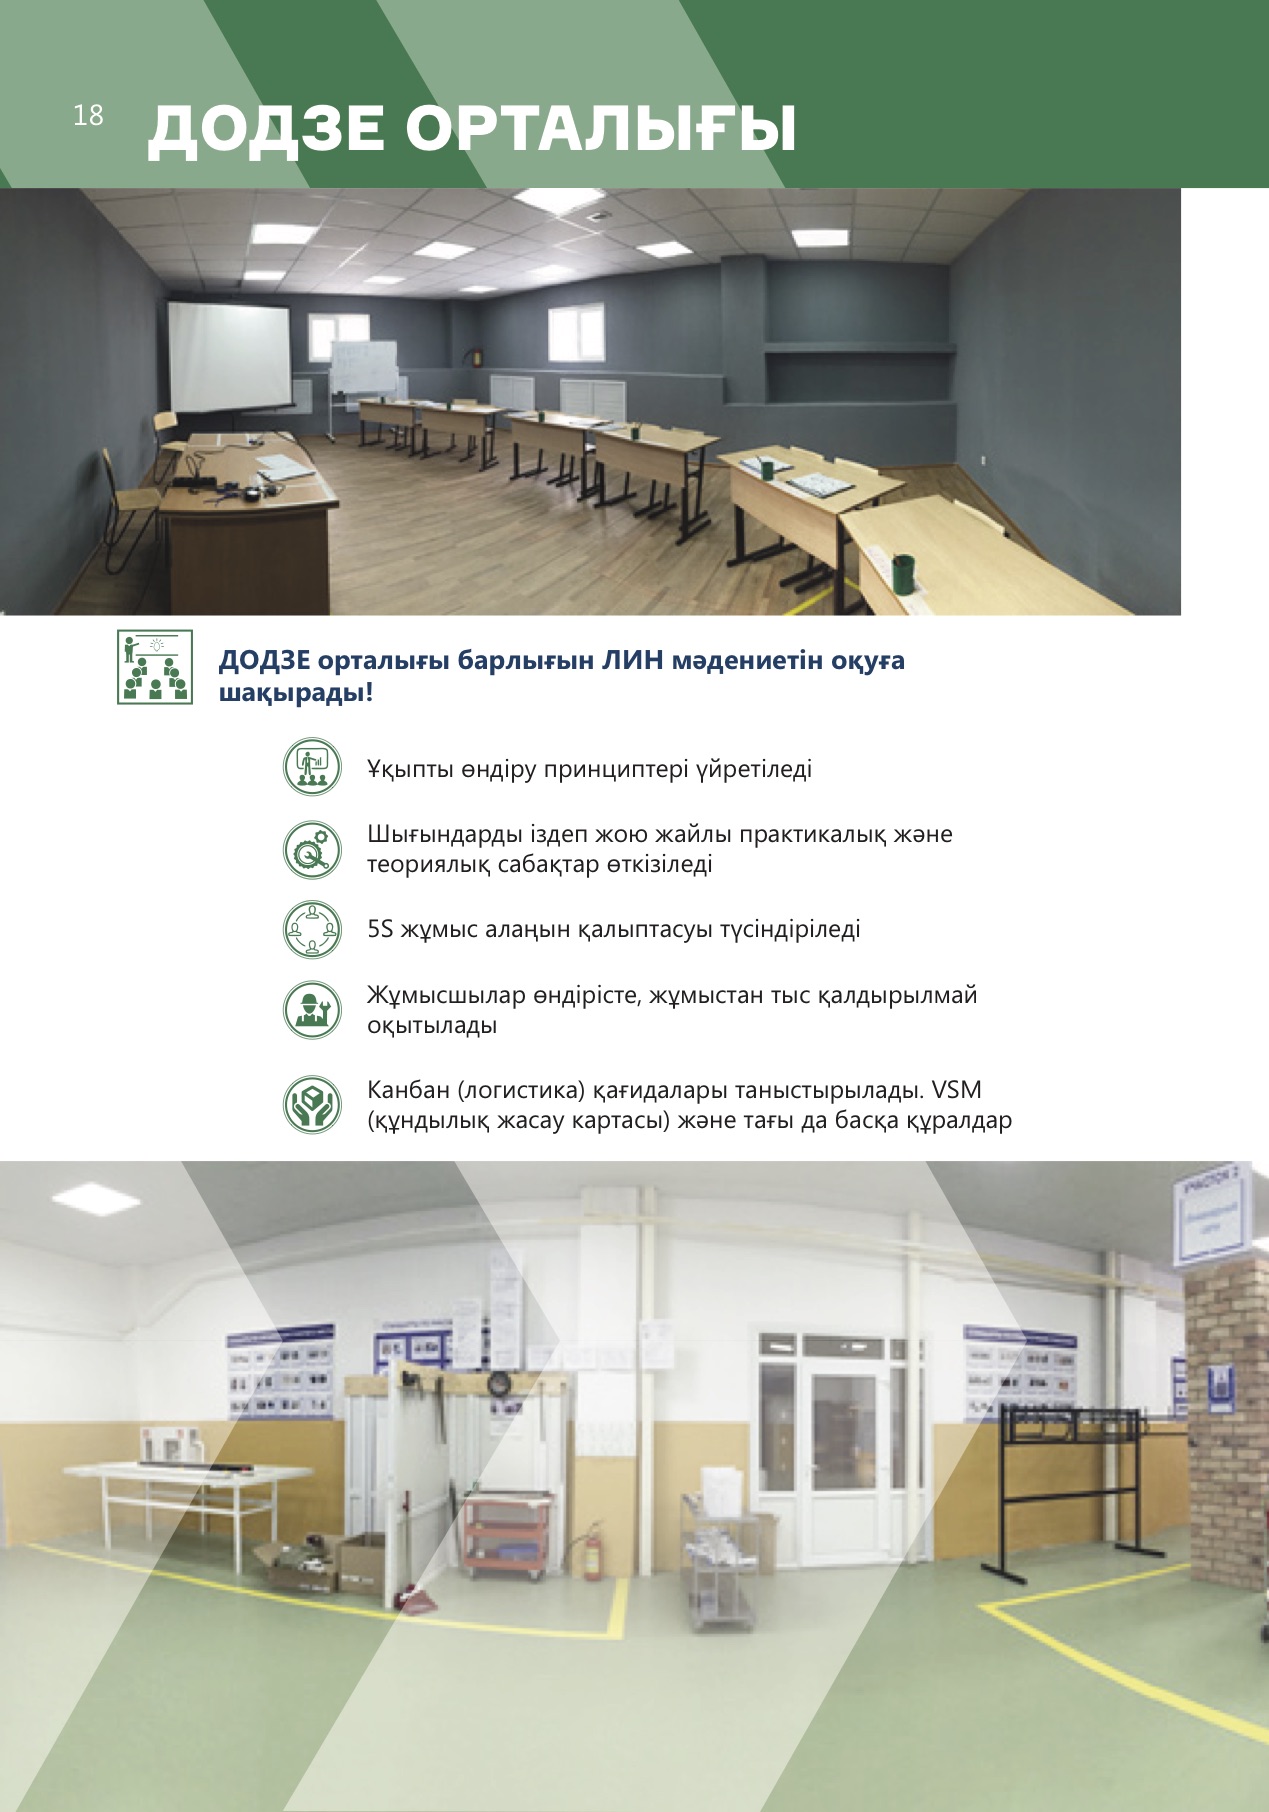 18
ДОДЗЕ ОРТАЛЫҒЫ
ДОДЗЕ орталығы барлығын ЛИН мәдениетін оқуға
шақырады!
Ұқыпты өндіру принциптері үйретіледі
Шығындарды іздеп жою жайлы практикалық және
теориялық сабақтар өткізіледі
5S жұмыс алаңын қалыптасуы түсіндіріледі
Жұмысшылар өндірісте, жұмыстан тыс қалдырылмай
оқытылады
Канбан (логистика) қағидалары таныстырылады. VSM
(құндылық жасау картасы) және тағы да басқа құралдар
УЧАСТОК 2